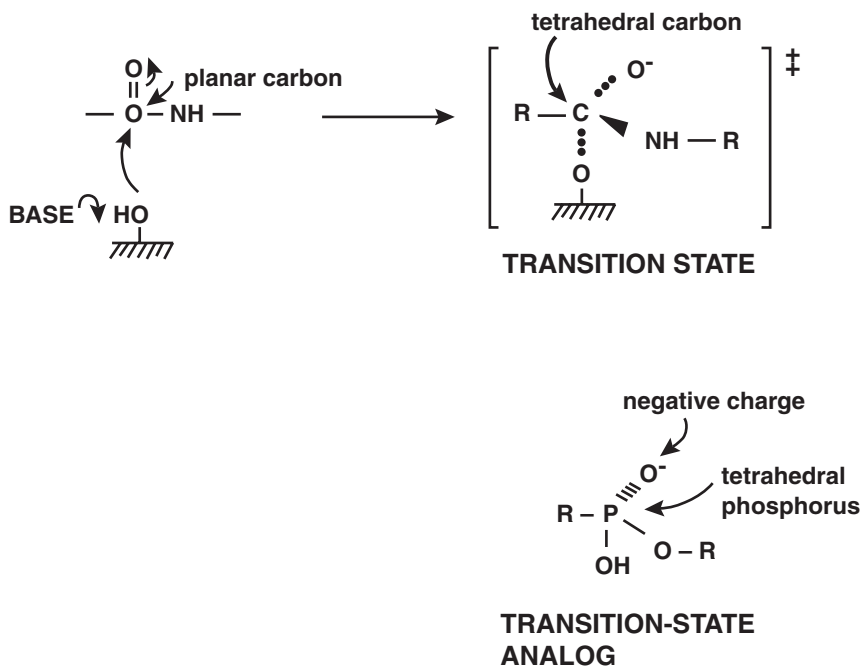 tetrahedral carbon
O
planar carbon
O NH
BASE HO
O-
R C
NH R
O
‡
TRANSITION STATE
negative charge
O-
tetrahedral
phosphorus
R – P
O – R
OH
TRANSITION-STATE
ANALOG